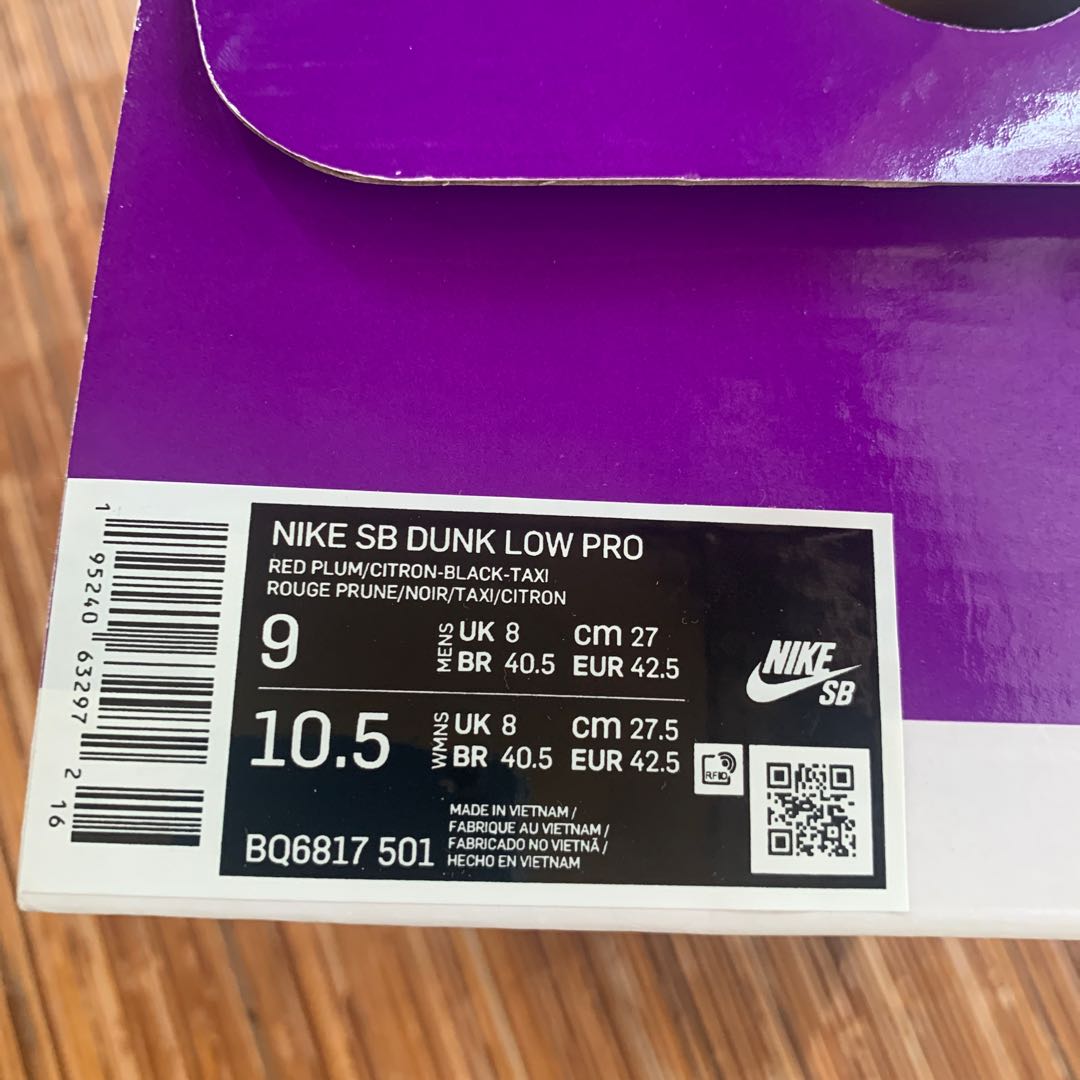 NIKE SB DUNK LOW PRO
RED PLUM/CITRON-BLACK-TAXI
ROUGE PRUNE/NOIR/TAXI/CITRON
9
MENS
UK 8 cm 27
BR 40.5 EUR 42.5
10.5
WMNS
UK 8 cm 27.5
BR 40.5 EUR 42.5
BQ6817 501
MADE IN VIETNAM /
FABRIQUE AU VIETNAM /
FABRICADO NO VIETNÃ /
HECHO EN VIETNAM
NIKE
SB
RFID
1 95240 63297 2 16